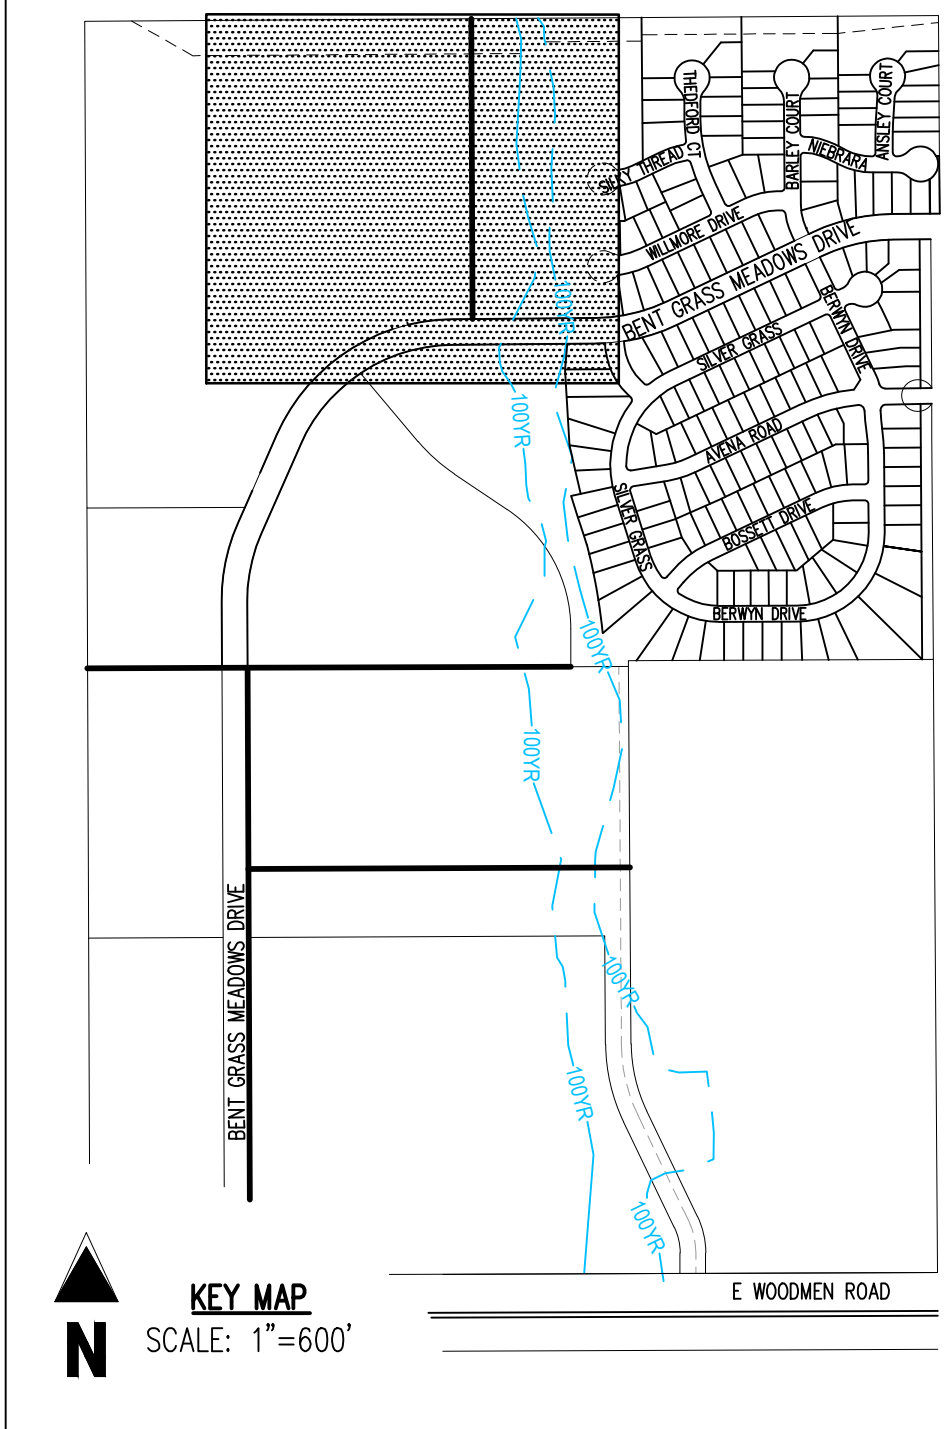 THEDFORD CT
BARLEY COURT
ANSLEY COURT
NIEBRARA
SILKY THREAD
WILLMORE DRIVE
BENT GRASS MEADOWS DRIVE
100YR
BERWYN DRIVE
SILVER GRASS
100YR
AVENA ROAD
SILVER GRASS
BOSSETT DRIVE
BERWYN DRIVE
100YR
100YR
BENT GRASS MEADOWS DRIVE
100YR
100YR
100YR
E WOODMEN ROAD
KEY MAP
N
SCALE: 1"=600'